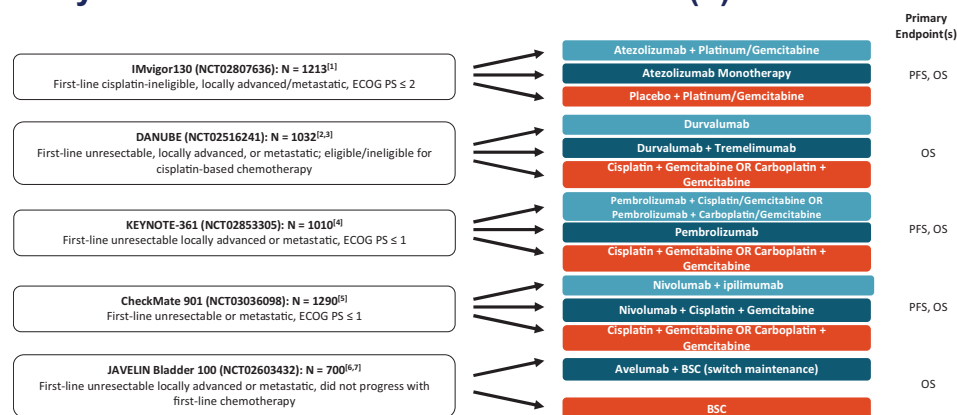 Primary
Endpoint(s)
IMvigor130 (NCT02807636): N = 1213[1]
First-line cisplatin-ineligible, locally advanced/metastatic, ECOG PS ≤ 2
Atezolizumab + Platinum/Gemcitabine
Atezolizumab Monotherapy
Placebo + Platinum/Gemcitabine
PFS, OS
DANUBE (NCT02516241): N = 1032[2,3]
First-line unresectable, locally advanced, or metastatic; eligible/ineligible for
cisplatin-based chemotherapy
Durvalumab
Durvalumab + Tremelimumab
Cisplatin + Gemcitabine OR Carboplatin +
Gemcitabine
OS
KEYNOTE-361 (NCT02853305): N = 1010[4]
First-line unresectable locally advanced or metastatic, ECOG PS ≤ 1
Pembrolizumab + Cisplatin/Gemcitabine OR
Pembrolizumab + Carboplatin/Gemcitabine
Pembrolizumab
Cisplatin + Gemcitabine OR Carboplatin +
Gemcitabine
PFS, OS
CheckMate 901 (NCT03036098): N = 1290[5]
First-line unresectable or metastatic, ECOG PS ≤ 1
Nivolumab + ipilimumab
Nivolumab + Cisplatin + Gemcitabine
Cisplatin + Gemcitabine OR Carboplatin +
Gemcitabine
PFS, OS
JAVELIN Bladder 100 (NCT02603432): N = 700[6,7]
First-line unresectable locally advanced or metastatic, did not progress with
first-line chemotherapy
Avelumab + BSC (switch maintenance)
BSC
OS